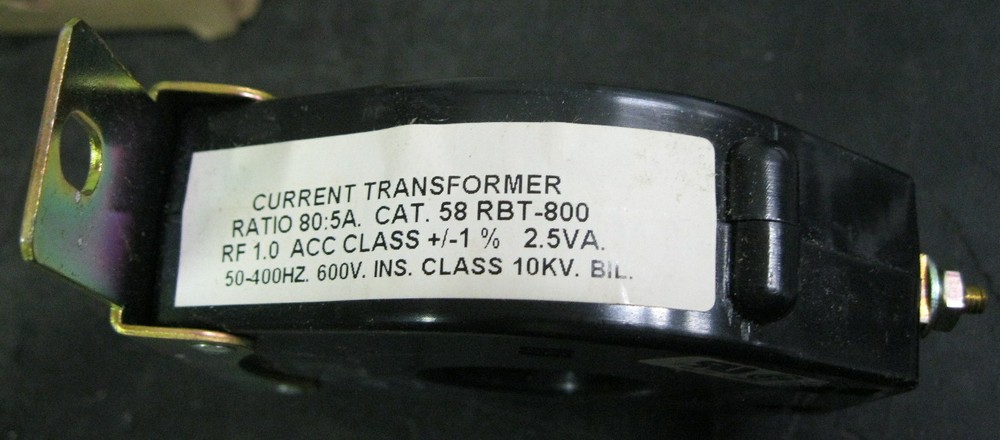 CURRENT TRANSFORMER
RATIO 80:5A. CAT. 58 RBT-800
RF 1.0 ACC CLASS +/-1 % 2.5VA.
50-400HZ. 600V. INS. CLASS 10KV. BIL.